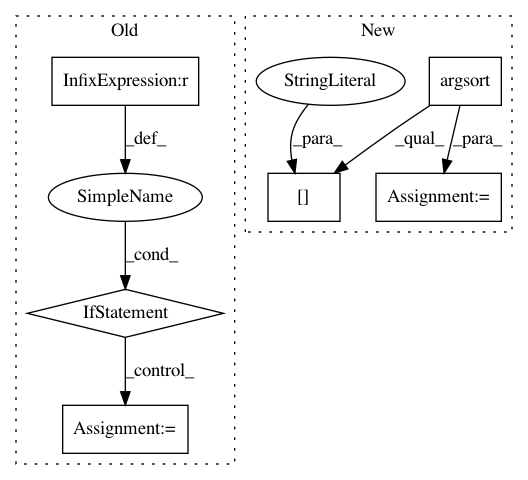 Old
InfixExpression:r
_def_
SimpleName
_cond_
IfStatement
_control_
Assignment:=
New
StringLiteral
argsort
_para_
_qual_
_para_
[]
Assignment:=